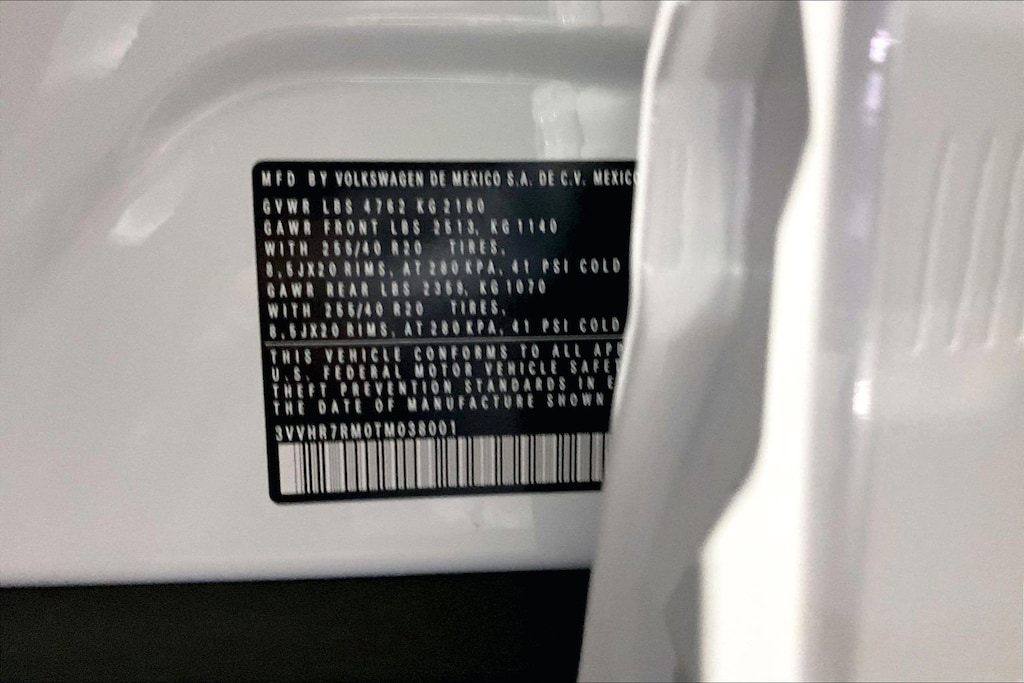 MFD BY VOLKSWAGEN DE MEXICO S.A. DE C.V. MEXICO
GVWR LBS 4762 KG 2160
GAWR FRONT LBS 2513, KG 1140
WITH 255/40 R20 TIRES,
8,5JX20 RIMS, AT 280 KPA, 41 PSI COLD
GAWR REAR LBS 2359, KG 1070
WITH 255/40 R20 TIRES,
8,5JX20 RIMS, AT 280 KPA, 41 PSI COLD
THIS VEHICLE CONFORMS TO ALL
U.S. FEDERAL MOTOR VEHICLE
THEFT PREVENTION STANDARDS IN
THE DATE OF MANUFACTURE SHOWN
3VVHR7RM0TM038001